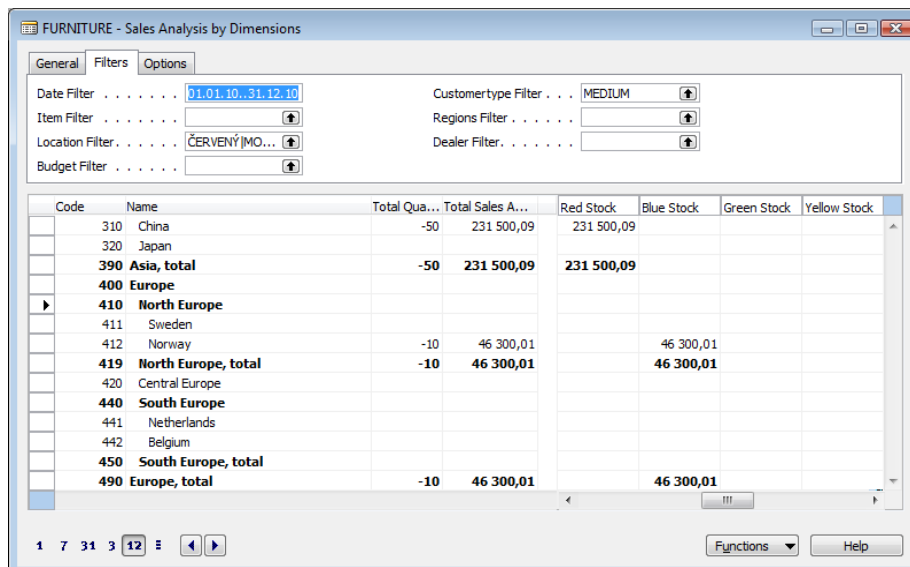 FURNITURE - Sales Analysis by Dimensions
General Filters Options
Date Filter . . . . . . . 01.01.10..31.12.10 Customertype Filter . . . MEDIUM
Item Filter . . . . . . . Regions Filter . . . . . .
Location Filter. . . . . . ČERVENÝ|MO... Dealer Filter. . . . . . .
Budget Filter . . . . . .
Code Name Total Qua... Total Sales A... Red Stock Blue Stock Green Stock Yellow Stock
310 China -50 231 500,09 231 500,09
320 Japan
390 Asia, total -50 231 500,09 231 500,09
400 Europe
410 North Europe
411 Sweden
412 Norway -10 46 300,01 46 300,01
419 North Europe, total -10 46 300,01 46 300,01
420 Central Europe
440 South Europe
441 Netherlands
442 Belgium
450 South Europe, total
490 Europe, total -10 46 300,01 46 300,01
1 7 31 3 12 Functions Help